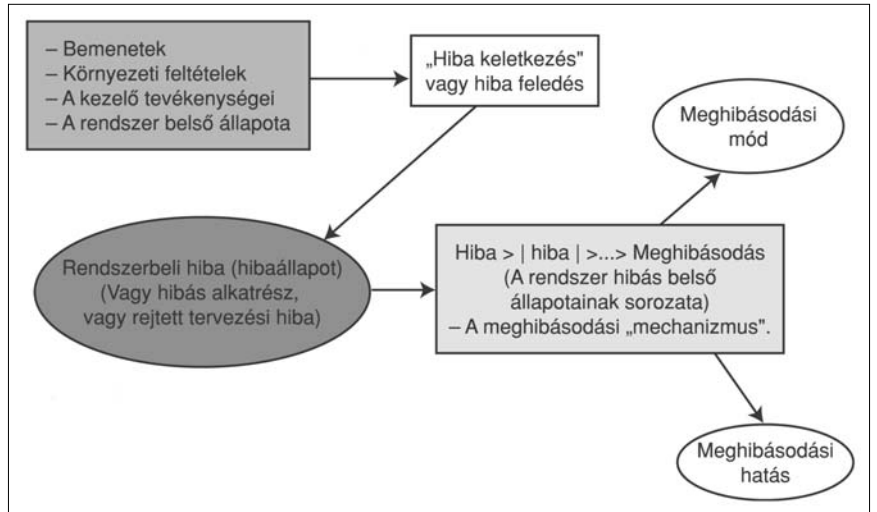 – Bemenetek
– Környezeti feltételek
– A kezelő tevékenységei
– A rendszer belső állapota
„Hiba keletkezés"
vagy hiba feledés
Meghibásodási
mód
Rendszerbeli hiba (hibaállapot)
(Vagy hibás alkatrész,
vagy rejtett tervezési hiba)
Hiba > | hiba | >...> Meghibásodás
(A rendszer hibás belső
állapotainak sorozata)
– A meghibásodási „mechanizmus".
Meghibásodási
hatás